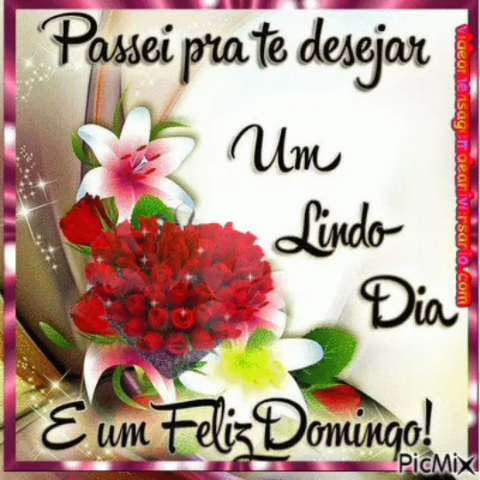 Passei pra te desejar
Um
Lindo
Dia
E um Feliz Domingo!
PicMix